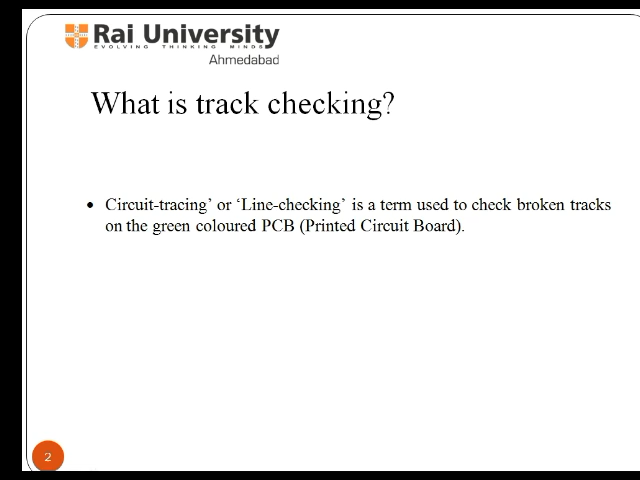 Rai University
EVOLVING THINKING MINDS
Ahmedabad
What is track checking?
• Circuit-tracing’ or ‘Line-checking’ is a term used to check broken tracks
on the green coloured PCB (Printed Circuit Board).
2